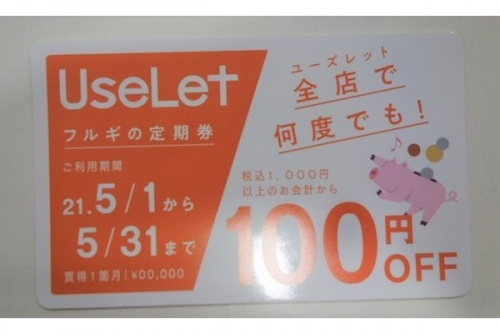 UseLet
フルギの定期券
ご利用期間
21.5/1から
5/31まで
買得1箇月|¥00,000
ユーズレット
全店で
何度でも!
税込1,000円
以上のお会計から
100円
OFF